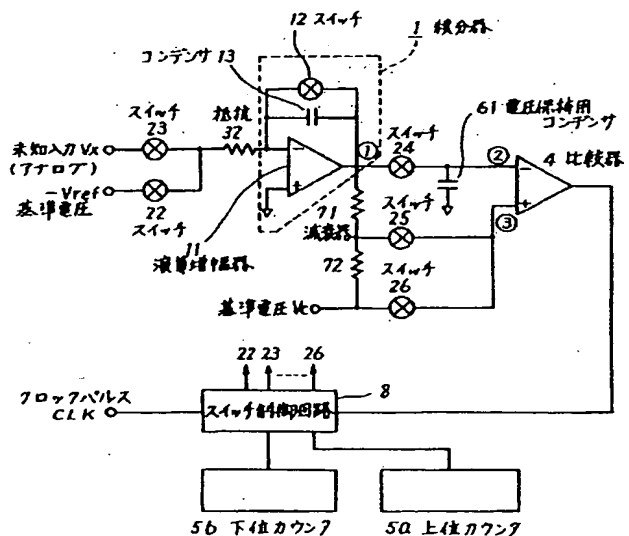 12 スイッチ
1 積分器
コンデンサ 13
スイッチ
23
抵抗
32
未知入力 Vx
(アナログ)
-Vref
基準電圧
22
スイッチ
11
演算増幅器
①
スイッチ
24
61 電圧保持用
コンデンサ
②
4 比較器
-
+
-
+
③
71
減衰器
72
スイッチ
25
スイッチ
26
基準電圧 Vc
22 23 26
クロックパルス
CLK
スイッチ制御回路
8
5b 下位カウンタ
5a 上位カウンタ